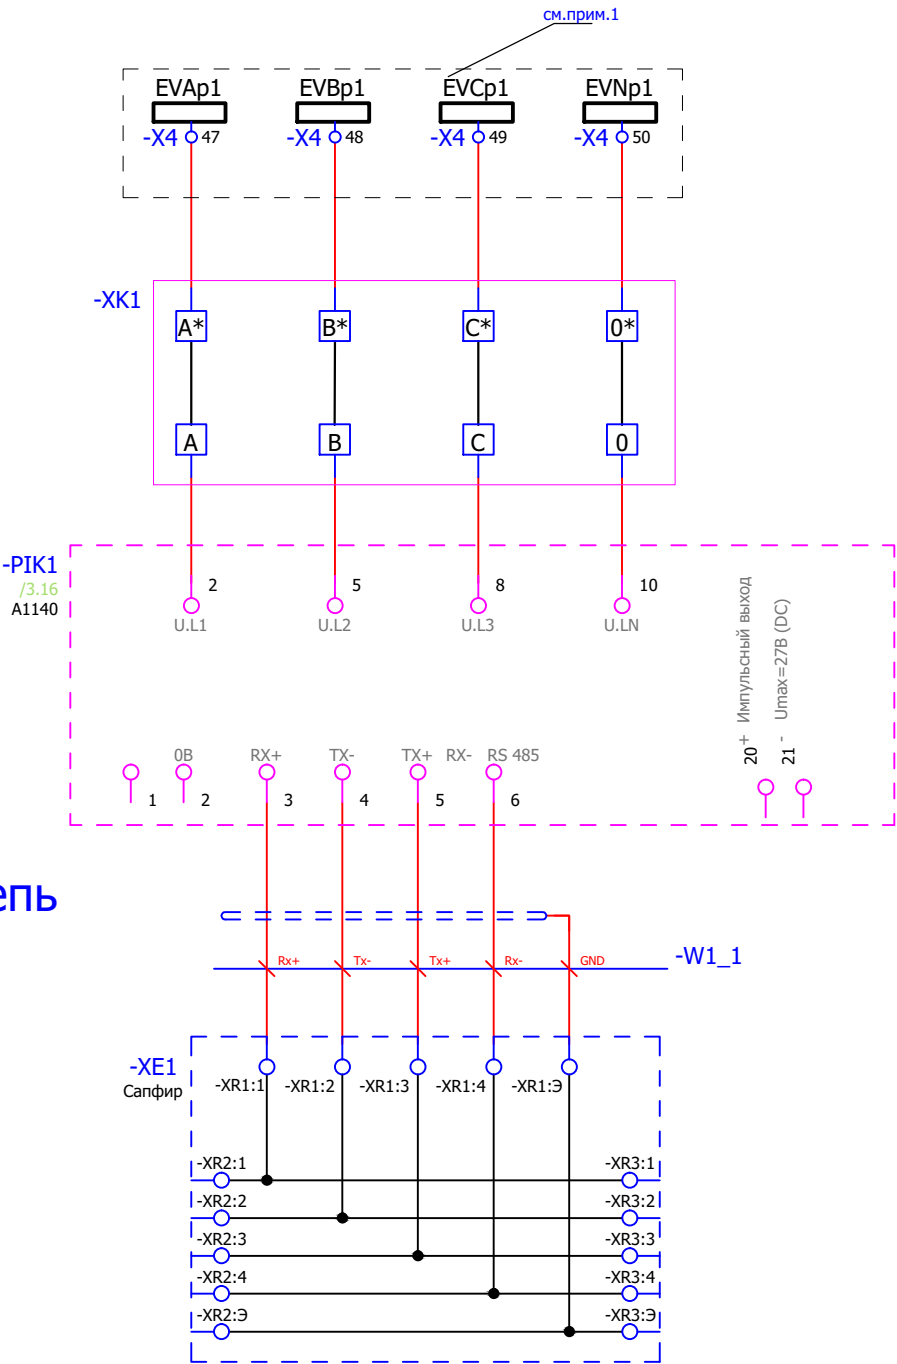 см.прим.1
EVAp1 EVBp1 EVCp1 EVNp1
-X4 47 -X4 48 -X4 49 -X4 50
-XK1
A* B* C* 0*
A B C 0
-PIK1
/3.16
A1140
2 5 8 10
U.L1 U.L2 U.L3 U.LN
20 + Импульсный выход
21 - Umax=27В (DC)
0В RX+ TX- TX+ RX- RS 485
1 2 3 4 5 6
епь
Rx+ Tx- Tx+ Rx- GND
-W1_1
-XE1
Сапфир
-XR1:1 -XR1:2 -XR1:3 -XR1:4 -XR1:Э
-XR2:1 -XR3:1
-XR2:2 -XR3:2
-XR2:3 -XR3:3
-XR2:4 -XR3:4
-XR2:Э -XR3:Э